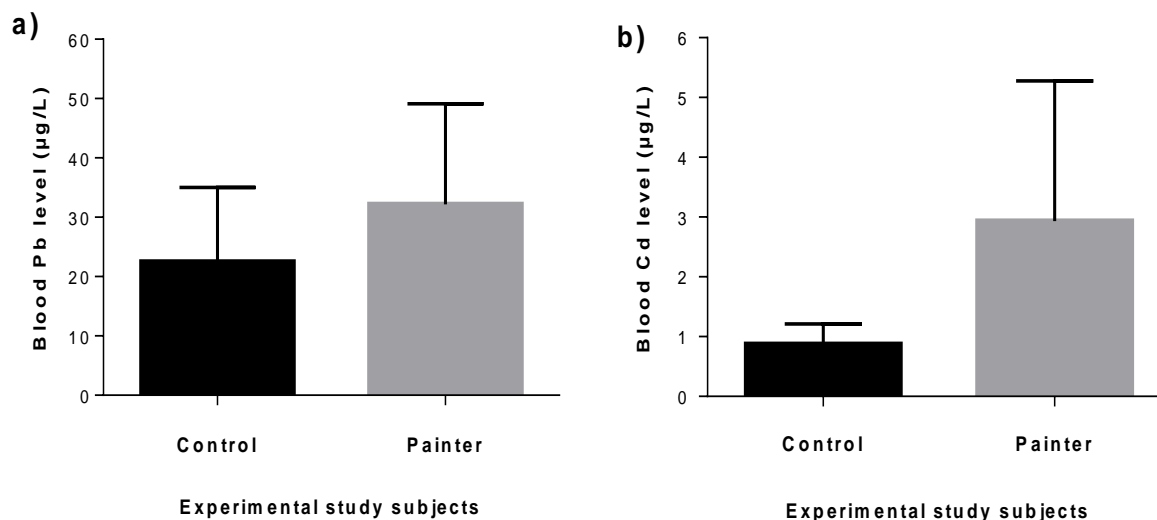 a)
Blood Pb level (µg/L)
60
50
40
30
20
10
0
Control Painter
Experimental study subjects
b)
Blood Cd level (µg/L)
6
5
4
3
2
1
0
Control Painter
Experimental study subjects